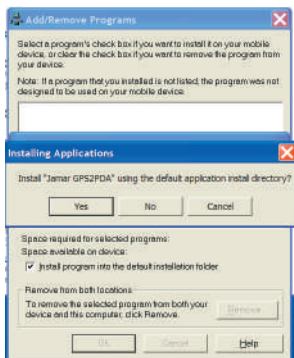 Add/Remove Programs
Select a program's check box if you want to install it on your mobile
device, or clear the check box if you want to remove the program from
your device.
Note: If a program that you installed is not listed, the program was not
designed to be used on your mobile device.
Installing Applications
Install "Jamar GPS2PDA" using the default application install directory?
Yes No Cancel
Space required for selected programs:
Space available on device:
Install program into the default installation folder
Remove from both locations
To remove the selected program from both your
device and this computer, click Remove.
Remove
OK Cancel Help